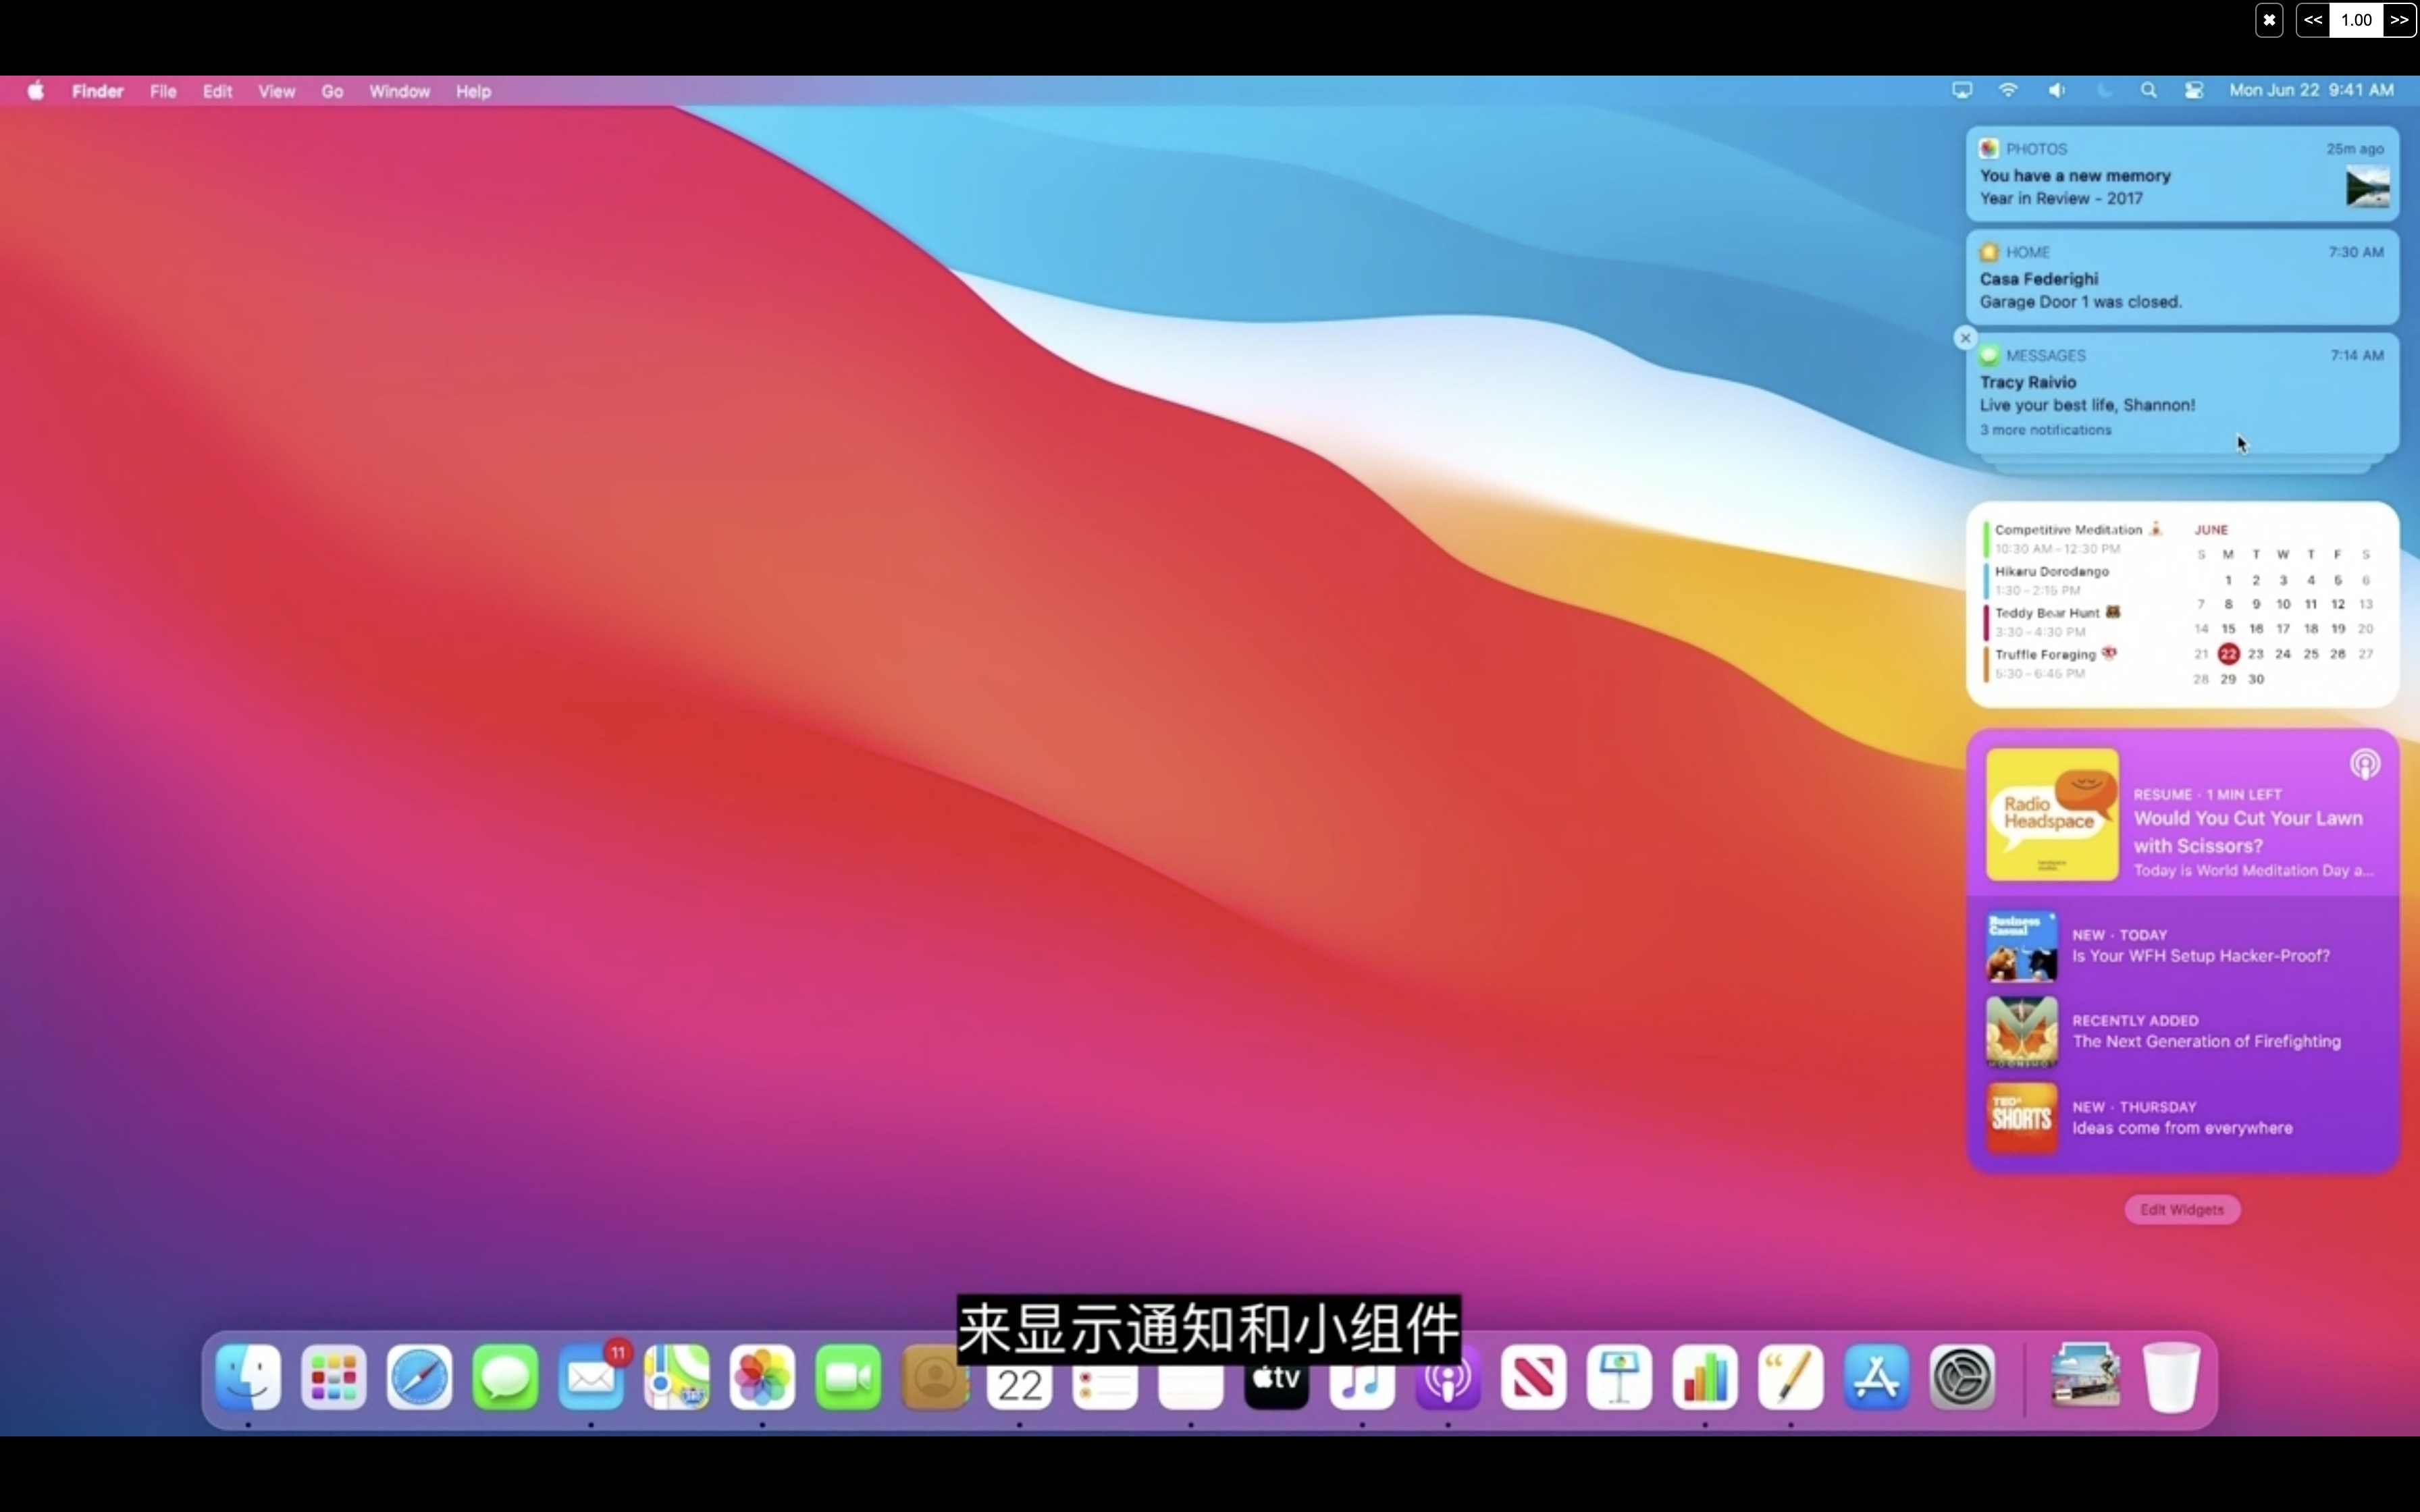 ✖ << 1.00 >>
Finder File Edit View Go Window Help
Mon Jun 22 9:41 AM
PHOTOS 25m ago
You have a new memory
Year in Review - 2017
HOME 7:30 AM
Casa Federighi
Garage Door 1 was closed.
MESSAGES 7:14 AM
Tracy Raivio
Live your best life, Shannon!
3 more notifications
Competitive Meditation
10:30 AM – 12:30 PM
Hikaru Dorodango
1:30 – 2:15 PM
Teddy Bear Hunt
3:30 – 4:30 PM
Truffle Foraging
5:30 – 6:45 PM
JUNE
S M T W T F S
1 2 3 4 5 6
7 8 9 10 11 12 13
14 15 16 17 18 19 20
21 22 23 24 25 26 27
28 29 30
Radio
Headspace
RESUME · 1 MIN LEFT
Would You Cut Your Lawn
with Scissors?
Today is World Meditation Day a...
Business
Casual
NEW · TODAY
Is Your WFH Setup Hacker-Proof?
RECENTLY ADDED
The Next Generation of Firefighting
TED
SHORTS
NEW · THURSDAY
Ideas come from everywhere
Edit Widgets
来显示通知和小组件
11
22
tv